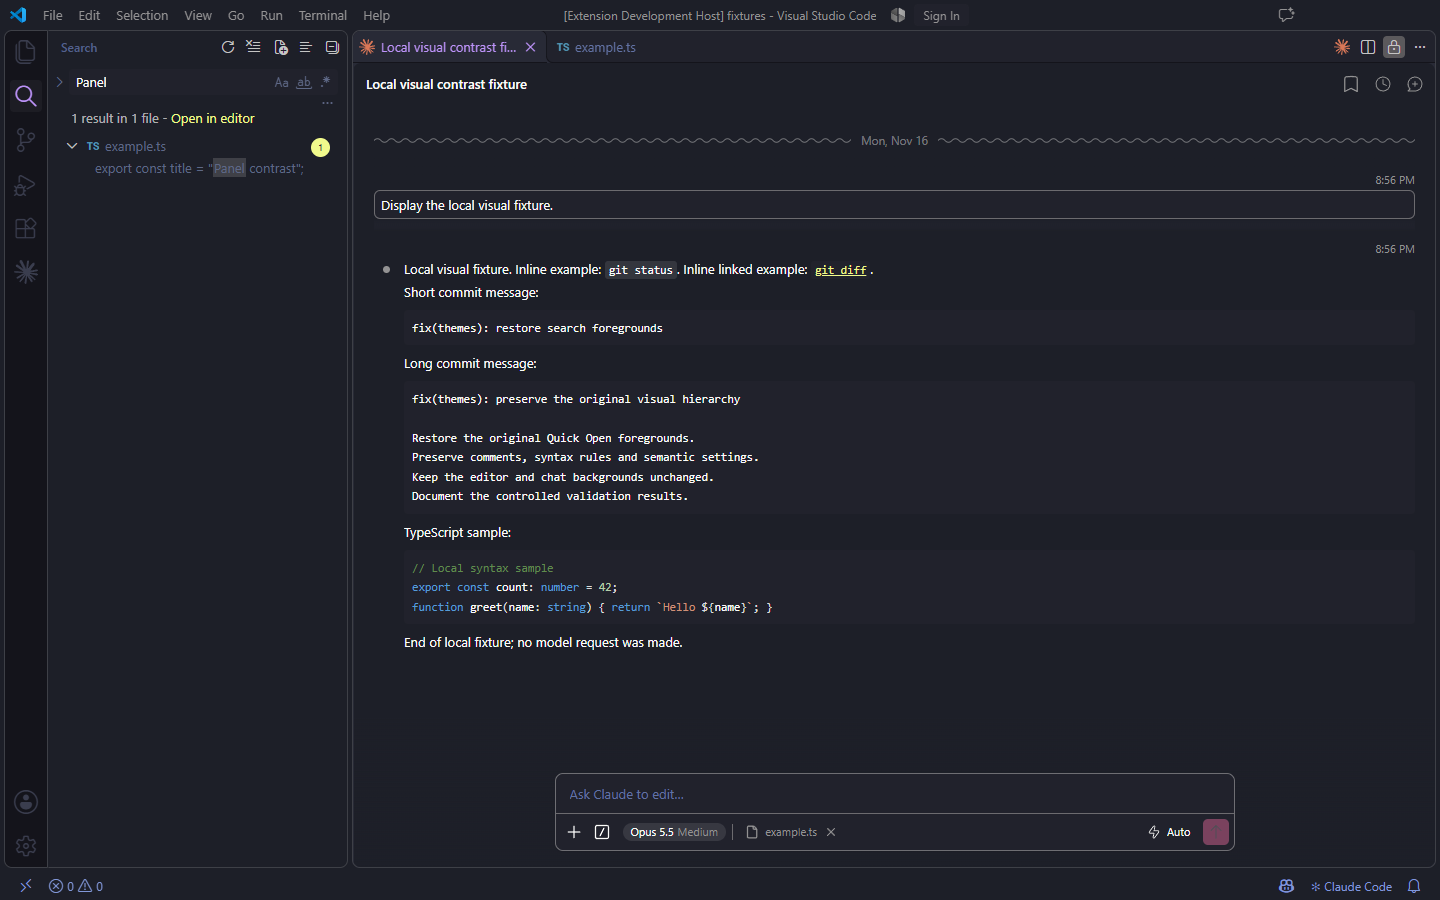 File Edit Selection View Go Run Terminal Help
[Extension Development Host] fixtures - Visual Studio Code
Sign In
Search
Panel
Aa ab .*
1 result in 1 file - Open in editor
TS example.ts
1
export const title = "Panel contrast";
Local visual contrast fi...
TS example.ts
Local visual contrast fixture
Mon, Nov 16
8:56 PM
Display the local visual fixture.
8:56 PM
Local visual fixture. Inline example: git status. Inline linked example: git diff.
Short commit message:
fix(themes): restore search foregrounds
Long commit message:
fix(themes): preserve the original visual hierarchy
Restore the original Quick Open foregrounds.
Preserve comments, syntax rules and semantic settings.
Keep the editor and chat backgrounds unchanged.
Document the controlled validation results.
TypeScript sample:
// Local syntax sample
export const count: number = 42;
function greet(name: string) { return `Hello ${name}`; }
End of local fixture; no model request was made.
Ask Claude to edit...
Opus 5.5 Medium
example.ts
Auto
0 0
Claude Code